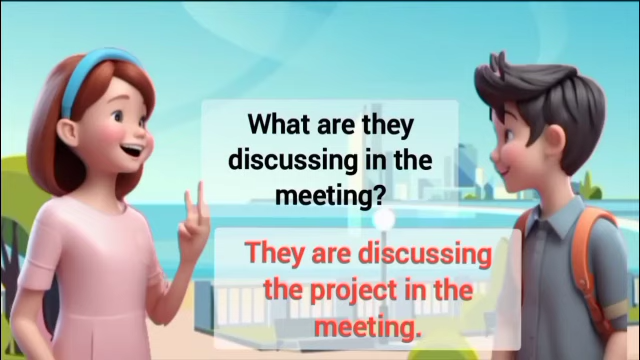 What are they
discussing in the
meeting?
They are discussing
the project in the
meeting.